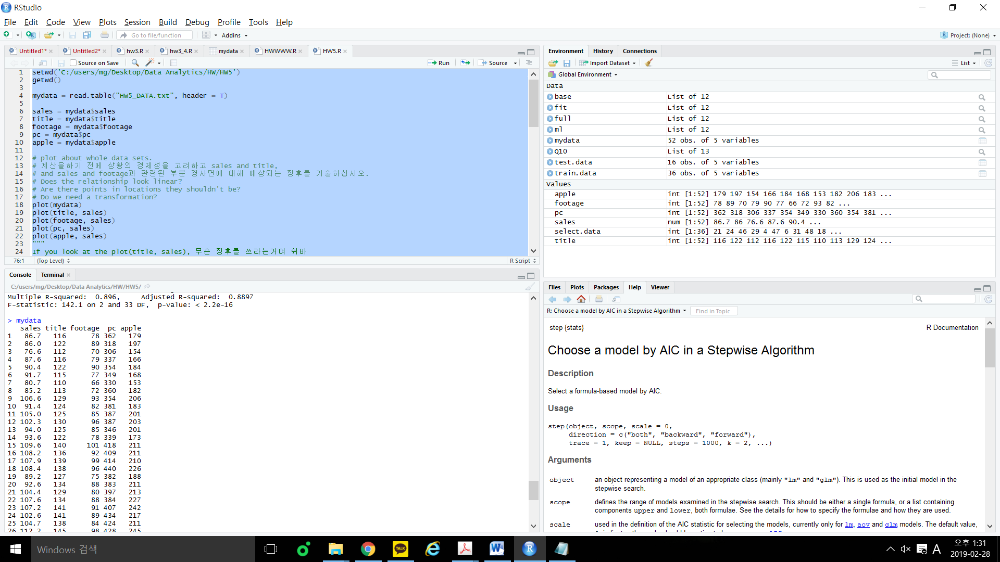 RStudio
File Edit Code View Plots Session Build Debug Profile Tools Help
Go to file/function Addins Project: (None)
Untitled1* Untitled2* hw3.R hw3_4.R mydata HWWWW.R HW5.R
Source on Save Run Source
1 setwd('C:/users/mg/Desktop/Data Analytics/HW/HW5')
2 getwd()
3
4 mydata = read.table("HW5_DATA.txt", header = T)
5
6 sales = mydata$sales
7 title = mydata$title
8 footage = mydata$footage
9 pc = mydata$pc
10 apple = mydata$apple
11
12 # plot about whole data sets.
13 # 계산을하기 전에 상황의 경제성을 고려하고 sales and title,
14 # and sales and footage과 관련된 부분 경사면에 대해 예상되는 징후를 기술하십시오.
15 # Does the relationship look linear?
16 # Are there points in locations they shouldn't be?
17 # Do we need a transformation?
18 plot(mydata)
19 plot(title, sales)
20 plot(footage, sales)
21 plot(pc, sales)
22 plot(apple, sales)
23 """
24 If you look at the plot(title, sales), 무슨 징후를 쓰라는거여 쉬바
76:1 (Top Level) R Script
Console Terminal
C:/users/mg/Desktop/Data Analytics/HW/HW5/
Multiple R-squared:  0.896,     Adjusted R-squared:  0.8897
F-statistic: 142.1 on 2 and 33 DF,  p-value: < 2.2e-16
> mydata
sales title footage pc apple
1 86.7 116 78 362 179
2 86.0 122 89 318 197
3 76.6 112 70 306 154
4 87.6 116 79 337 166
5 90.4 122 90 354 184
6 91.7 115 77 349 168
7 80.7 110 66 330 153
8 85.2 113 72 360 182
9 106.6 129 93 354 206
10 91.4 124 82 381 183
11 105.0 125 85 387 201
12 102.3 130 96 387 203
13 94.0 125 85 346 201
14 93.6 122 78 339 173
15 109.6 140 101 418 211
16 108.2 136 92 409 211
17 107.9 139 99 414 210
18 108.4 138 96 440 226
19 89.2 127 75 382 188
20 92.6 134 88 383 211
21 104.4 129 80 397 213
22 107.6 134 88 384 227
23 107.2 141 91 407 242
24 102.6 141 89 434 217
25 104.7 138 84 424 211
26 112.2 145 98 428 245
Environment History Connections
Import Dataset List
Global Environment
Data
base List of 12
fit List of 12
full List of 12
ml List of 12
mydata 52 obs. of 5 variables
Q10 List of 13
test.data 16 obs. of 5 variables
train.data 36 obs. of 5 variables
Values
apple int [1:52] 179 197 154 166 184 168 153 182 206 183 ...
footage int [1:52] 78 89 70 79 90 77 66 72 93 82 ...
pc int [1:52] 362 318 306 337 354 349 330 360 354 381 ...
sales num [1:52] 86.7 86 76.6 87.6 90.4 ...
select.data int [1:36] 21 24 46 29 4 47 6 31 48 18 ...
title int [1:52] 116 122 112 116 122 115 110 113 129 124 ...
Files Plots Packages Help Viewer
R: Choose a model by AIC in a Stepwise Algorithm Find in Topic
step {stats} R Documentation
Choose a model by AIC in a Stepwise Algorithm
Description
Select a formula-based model by AIC.
Usage
step(object, scope, scale = 0,
direction = c("both", "backward", "forward"),
trace = 1, keep = NULL, steps = 1000, k = 2, ...)
Arguments
object an object representing a model of an appropriate class (mainly "lm" and "glm"). This is used as the initial model in the
stepwise search.
scope defines the range of models examined in the stepwise search. This should be either a single formula, or a list containing
components upper and lower, both formulae. See the details for how to specify the formulae and how they are used.
scale used in the definition of the AIC statistic for selecting the models, currently only for lm, aov and glm models. The default value,
Windows 검색
TALK
A
오후 1:31
2019-02-28